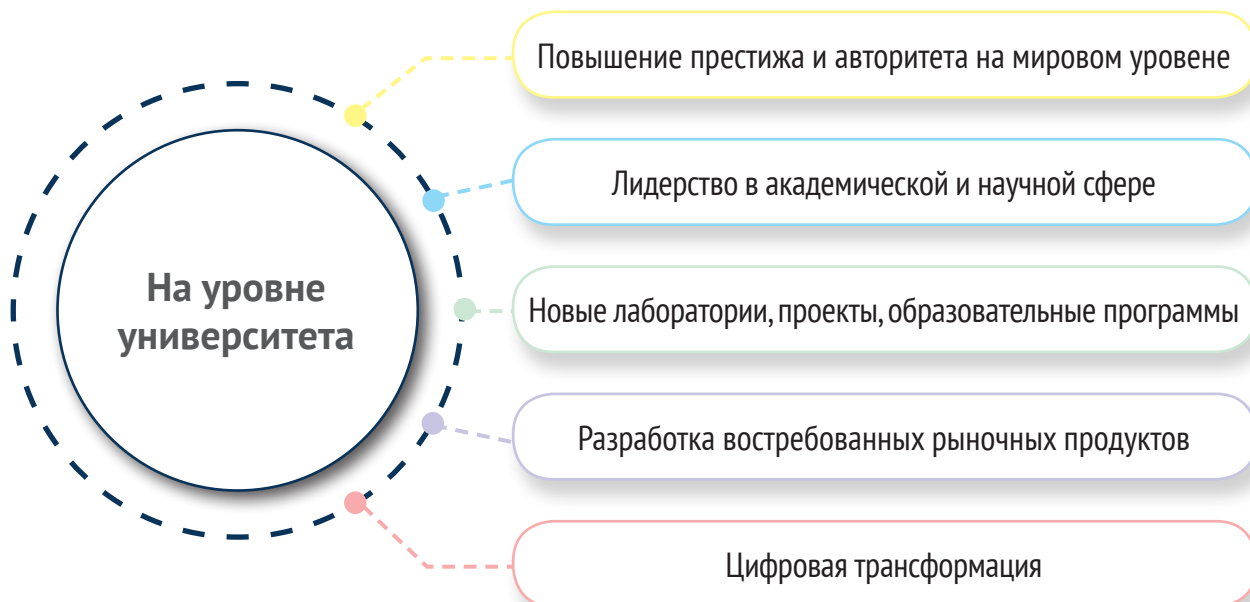 На уровне
университета
Повышение престижа и авторитета на мировом уровене
Лидерство в академической и научной сфере
Новые лаборатории, проекты, образовательные программы
Разработка востребованных рыночных продуктов
Цифровая трансформация